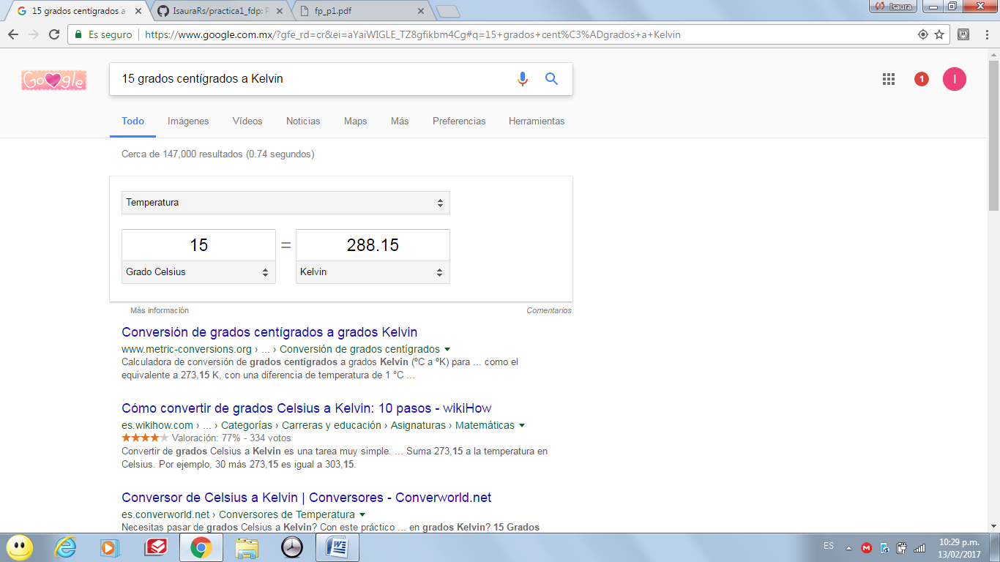 15 grados centígrados a
IsauraRs/practica1_fdp: P
fp_p1.pdf
Isaura
Es seguro
https://www.google.com.mx/?gfe_rd=cr&ei=aYaiWIGLE_TZ8gfikbm4Cg#q=15+grados+cent%C3%ADgrados+a+Kelvin
Google
15 grados centígrados a Kelvin
1
I
Todo Imágenes Vídeos Noticias Maps Más Preferencias Herramientas
Cerca de 147,000 resultados (0.74 segundos)
Temperatura
15 = 288.15
Grado Celsius Kelvin
Más información Comentarios
Conversión de grados centígrados a grados Kelvin
www.metric-conversions.org › ... › Conversión de grados centígrados
Calculadora de conversión de grados centígrados a grados Kelvin (ºC a ºK) para ... como el
equivalente a 273,15 K, con una diferencia de temperatura de 1 °C ...
Cómo convertir de grados Celsius a Kelvin: 10 pasos - wikiHow
es.wikihow.com › ... › Categorías › Carreras y educación › Asignaturas › Matemáticas
Valoración: 77% - 334 votos
Convertir de grados Celsius a Kelvin es una tarea muy simple. ... Suma 273,15 a la temperatura en
Celsius. Por ejemplo, 30 más 273,15 es igual a 303,15.
Conversor de Celsius a Kelvin | Conversores - Converworld.net
es.converworld.net › Conversores de Temperatura
Necesitas pasar de grados Celsius a Kelvin? Con este práctico ... en grados Kelvin? 15 Grados
ES
10:29 p.m.
13/02/2017